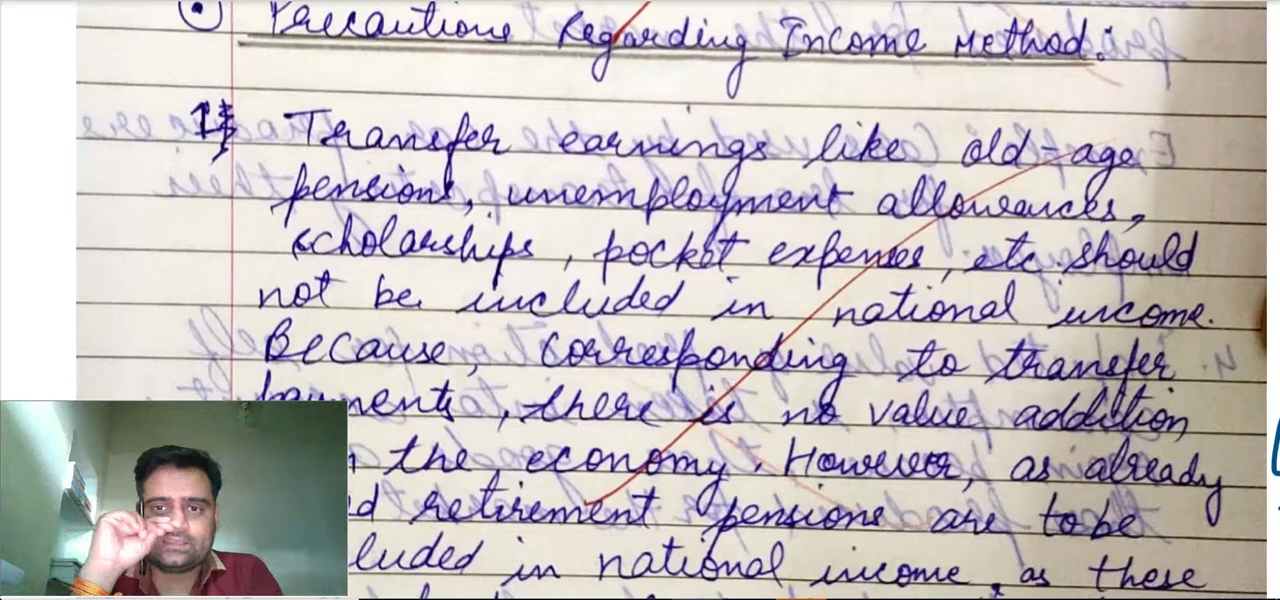 Precautions Regarding Income Method:
1. Transfer earnings like old-age
pensions, unemployment allowances,
scholarships, pocket expenses, etc. should
not be included in national income.
Because, corresponding to transfer
payments, there is no value addition
the economy. However, as already
retirement pensions are to be
luded in national income, as these